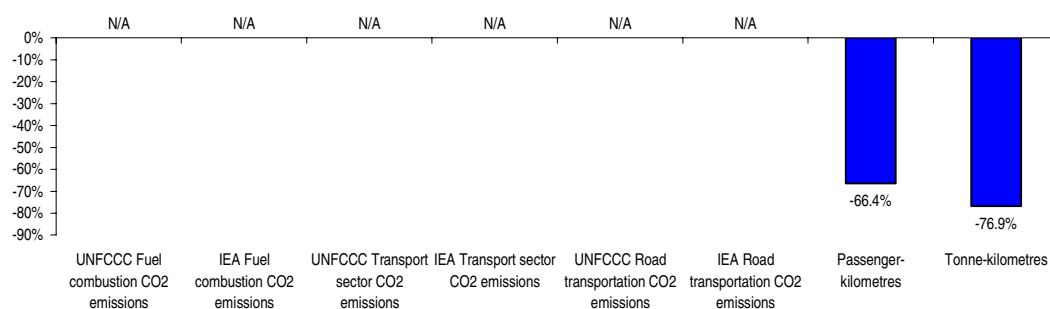 N/A N/A N/A N/A N/A N/A
0%
-10%
-20%
-30%
-40%
-50%
-60%
-70%
-80%
-90%
-66.4%
-76.9%
UNFCCC Fuel
combustion CO2
emissions
IEA Fuel
combustion CO2
emissions
UNFCCC Transport
sector CO2
emissions
IEA Transport sector
CO2 emissions
UNFCCC Road
transportation CO2
emissions
IEA Road
transportation CO2
emissions
Passenger-
kilometres
Tonne-kilometres